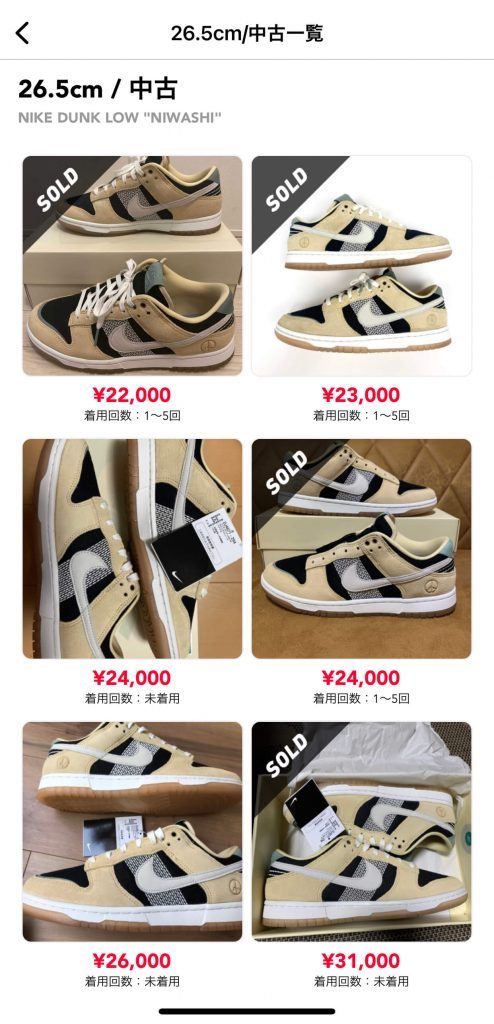 26.5cm/中古一覧
26.5cm / 中古
NIKE DUNK LOW "NIWASHI"
SOLD
SOLD
¥22,000
¥23,000
着用回数：1〜5回
着用回数：1〜5回
SOLD
¥24,000
¥24,000
着用回数：未着用
着用回数：1〜5回
SOLD
¥26,000
¥31,000
着用回数：未着用
着用回数：未着用